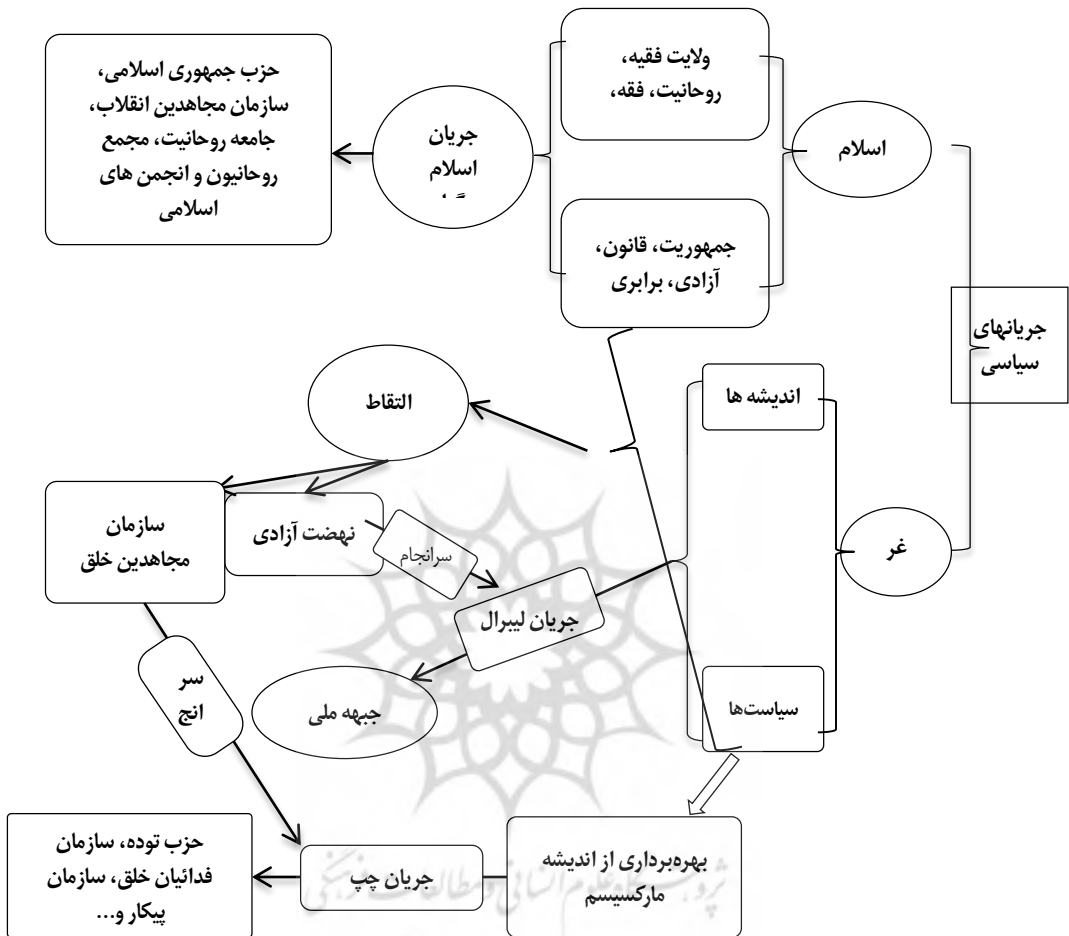 حزب جمهوری اسلامی،
سازمان مجاهدین انقلاب،
جامعه روحانیت، مجمع
روحانیون و انجمن های
اسلامی
جریان
اسلام
ولایت فقیه،
روحانیت، فقه،
اسلام
جمهوریت، قانون،
آزادی، برابری
جریانهای
سیاسی
اندیشه ها
التقاط
غر
سازمان
مجاهدین خلق
نهضت آزادی
سرانجام
جریان لیبرال
سیاست‌ها
جبهه ملی
سر
انج
بهره‌برداری از اندیشه
مارکسیسم
جریان چپ
حزب توده، سازمان
فدائیان خلق، سازمان
پیکار و...